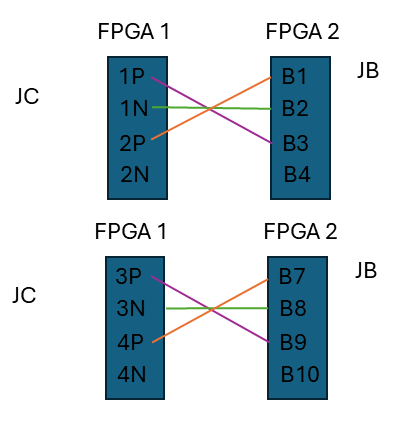 FPGA 1 FPGA 2
JC
JB
1P B1
1N B2
2P B3
2N B4
FPGA 1 FPGA 2
JC
JB
3P B7
3N B8
4P B9
4N B10